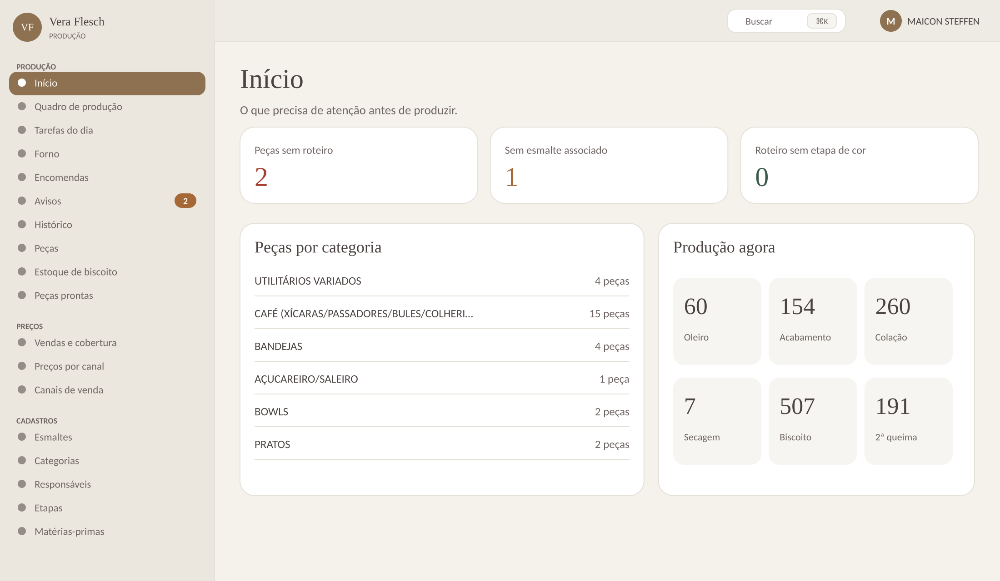 VF
Vera Flesch
PRODUÇÃO
Buscar
⌘K
M
MAICON STEFFEN
PRODUÇÃO
Início
Quadro de produção
Tarefas do dia
Forno
Encomendas
Avisos
2
Histórico
Peças
Estoque de biscoito
Peças prontas
PREÇOS
Vendas e cobertura
Preços por canal
Canais de venda
CADASTROS
Esmaltes
Categorias
Responsáveis
Etapas
Matérias-primas
Início
O que precisa de atenção antes de produzir.
Peças sem roteiro
2
Sem esmalte associado
1
Roteiro sem etapa de cor
0
Peças por categoria
UTILITÁRIOS VARIADOS 4 peças
CAFÉ (XÍCARAS/PASSADORES/BULES/COLHERI... 15 peças
BANDEJAS 4 peças
AÇUCAREIRO/SALEIRO 1 peça
BOWLS 2 peças
PRATOS 2 peças
Produção agora
60
Oleiro
154
Acabamento
260
Colação
7
Secagem
507
Biscoito
191
2ª queima